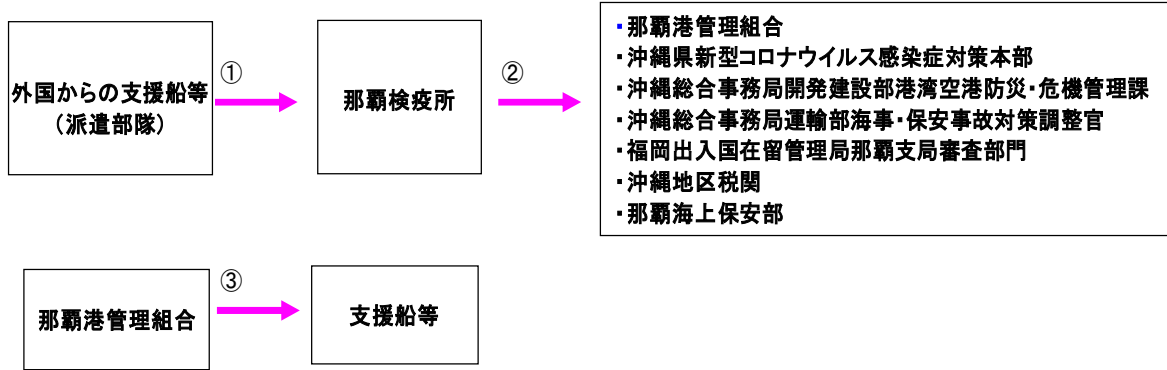 外国からの支援船等
（派遣部隊）
①
那覇検疫所
②
・那覇港管理組合
・沖縄県新型コロナウイルス感染症対策本部
・沖縄総合事務局開発建設部港湾空港防災・危機管理課
・沖縄総合事務局運輸部海事・保安事故対策調整官
・福岡出入国在留管理局那覇支局審査部門
・沖縄地区税関
・那覇海上保安部
那覇港管理組合
③
支援船等